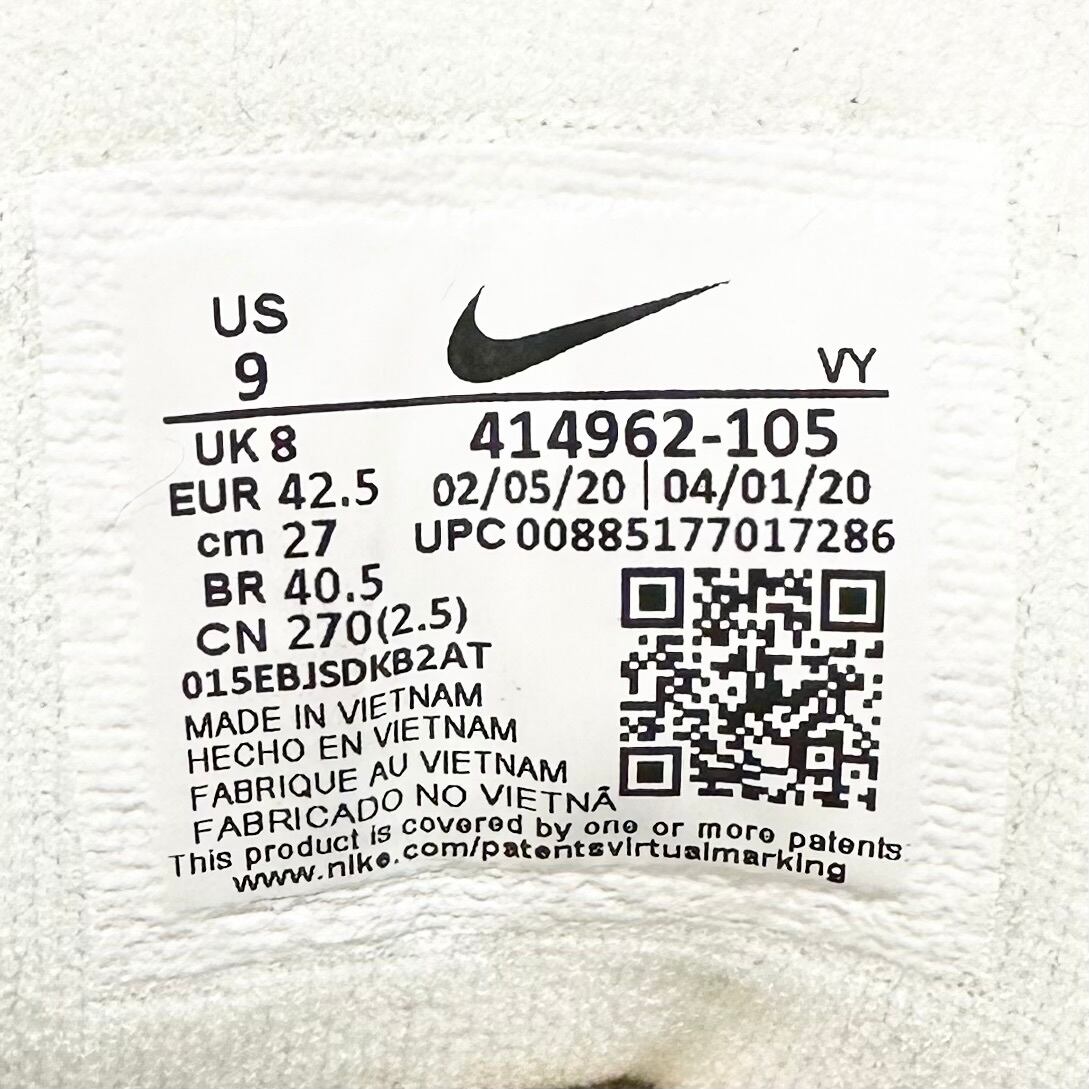 US
9
VY
UK 8
414962-105
EUR 42.5
02/05/20 | 04/01/20
cm 27
UPC 00885177017286
BR 40.5
CN 270(2.5)
015EBJSDKB2AT
MADE IN VIETNAM
HECHO EN VIETNAM
FABRIQUE AU VIETNAM
FABRICADO NO VIETNÃ
This product is covered by one or more patents
www.nike.com/patentsvirtualmarking